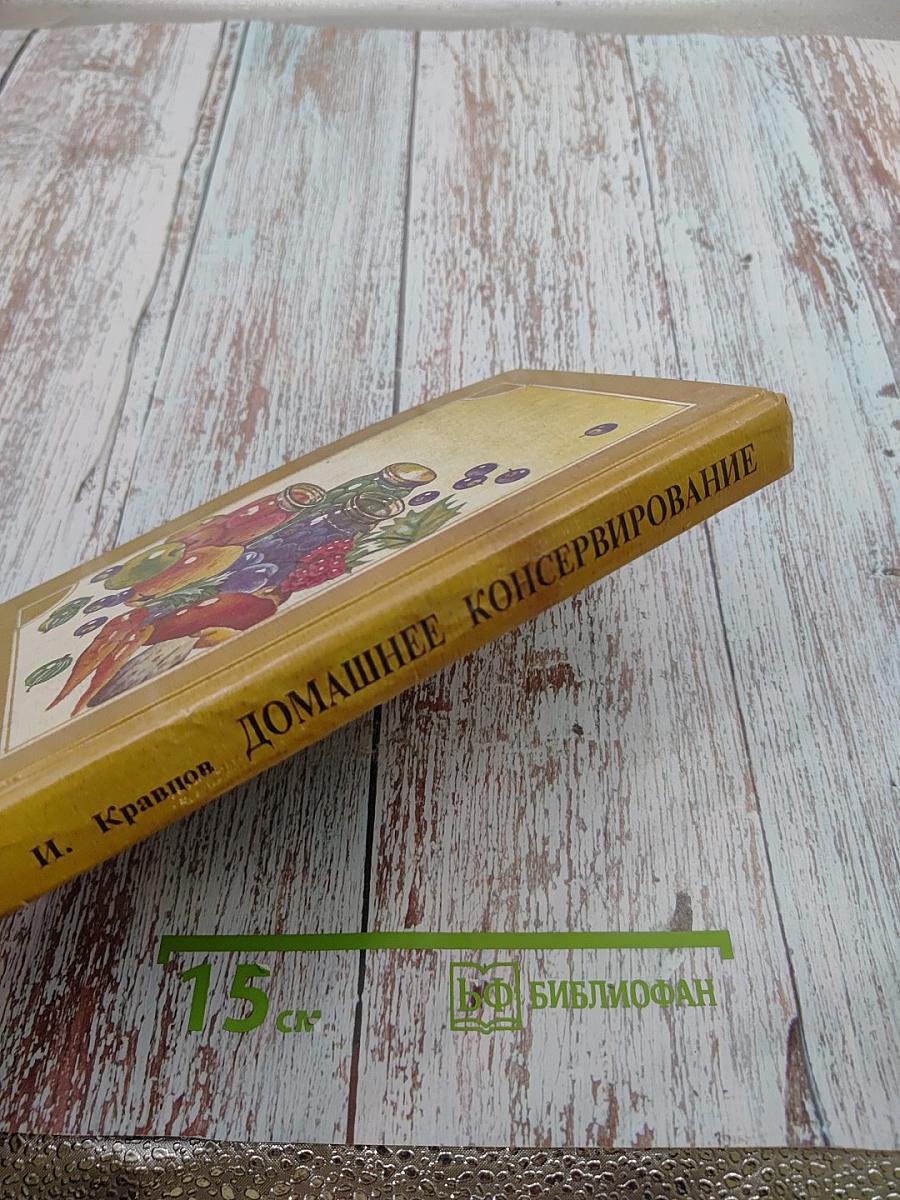 И. Кравцов ДОМАШНЕЕ КОНСЕРВИРОВАНИЕ
15 см
БФ БИБЛИОФАН